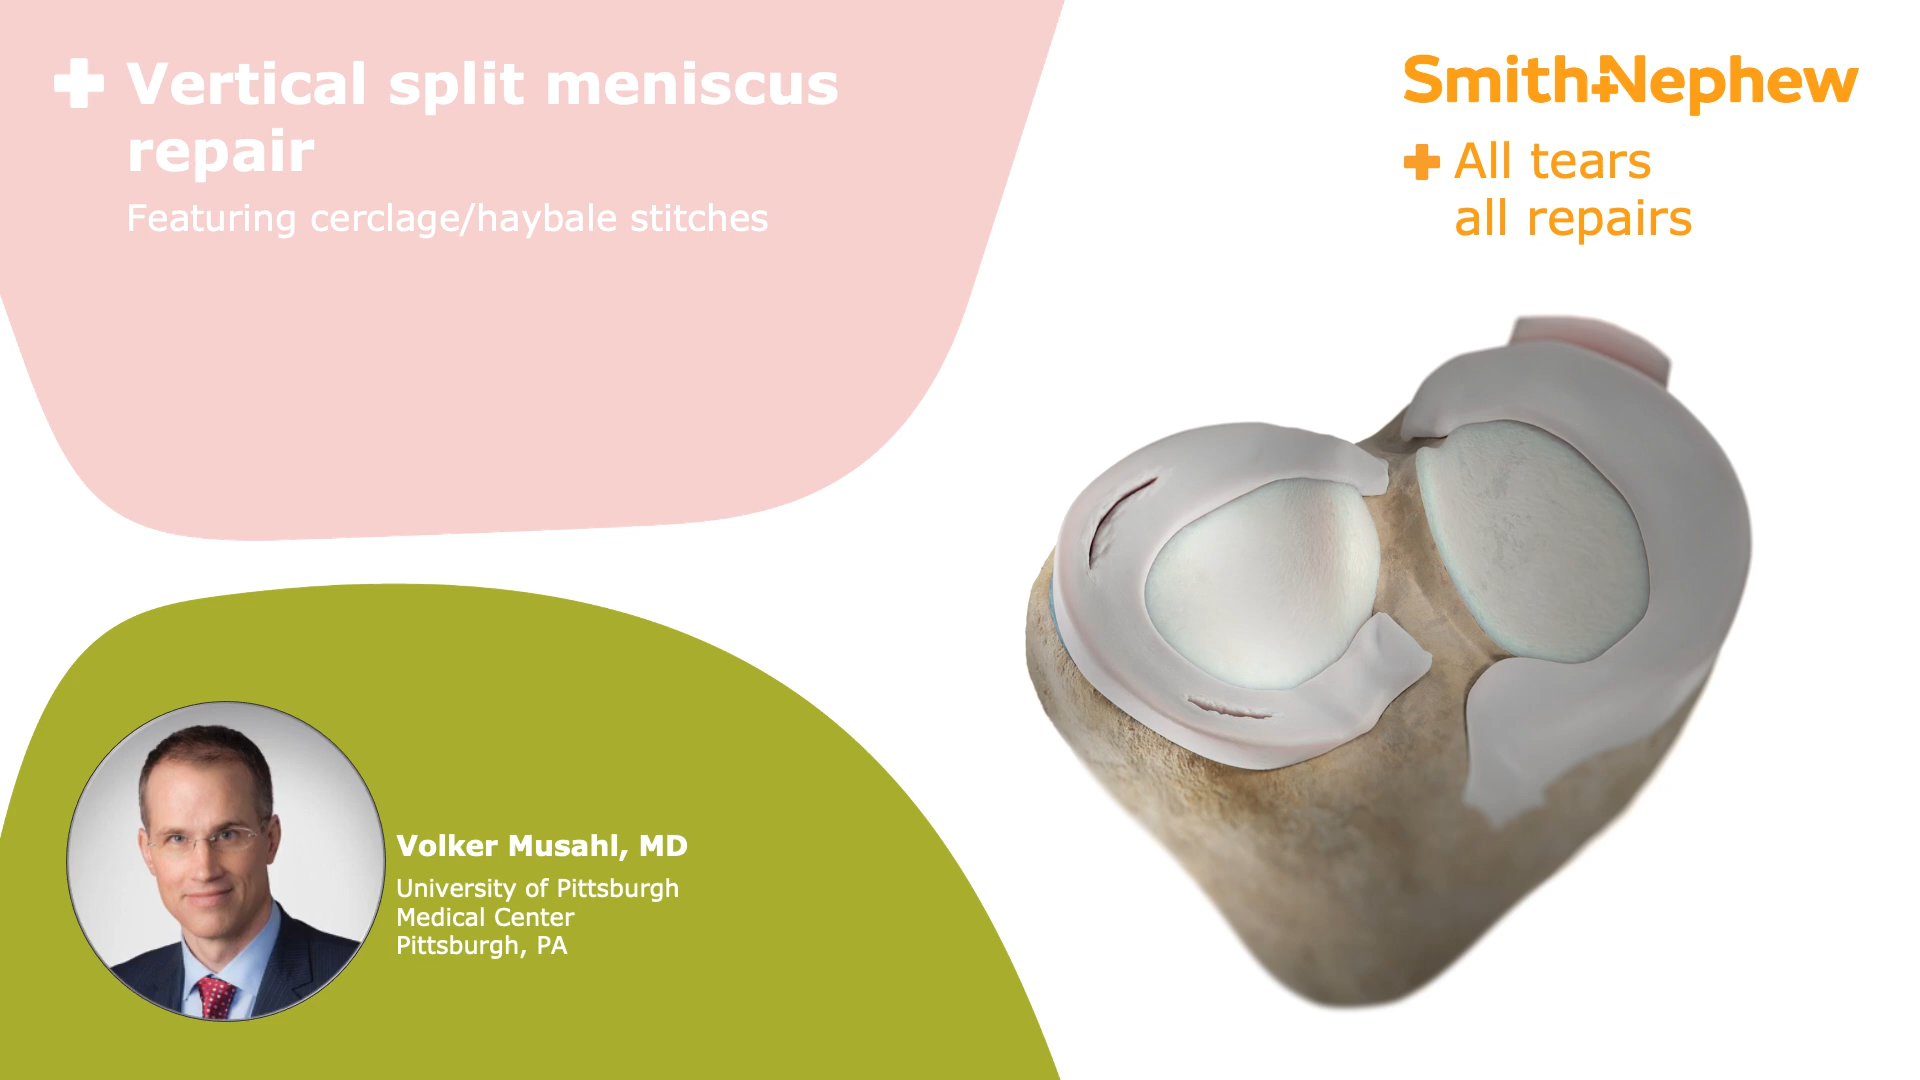 Vertical split meniscus
repair
Featuring cerclage/haybale stitches
Smith+Nephew
All tears
all repairs
Volker Musahl, MD
University of Pittsburgh
Medical Center
Pittsburgh, PA